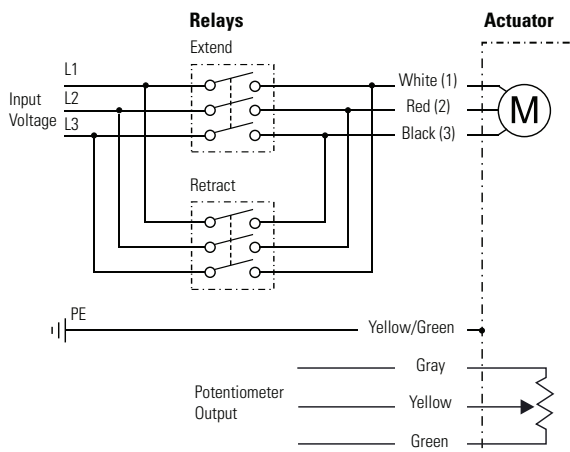 Relays
Actuator
Extend
L1
White (1)
Input
Voltage
L2
Red (2)
M
L3
Black (3)
Retract
PE
Yellow/Green
Gray
Potentiometer
Output
Yellow
Green